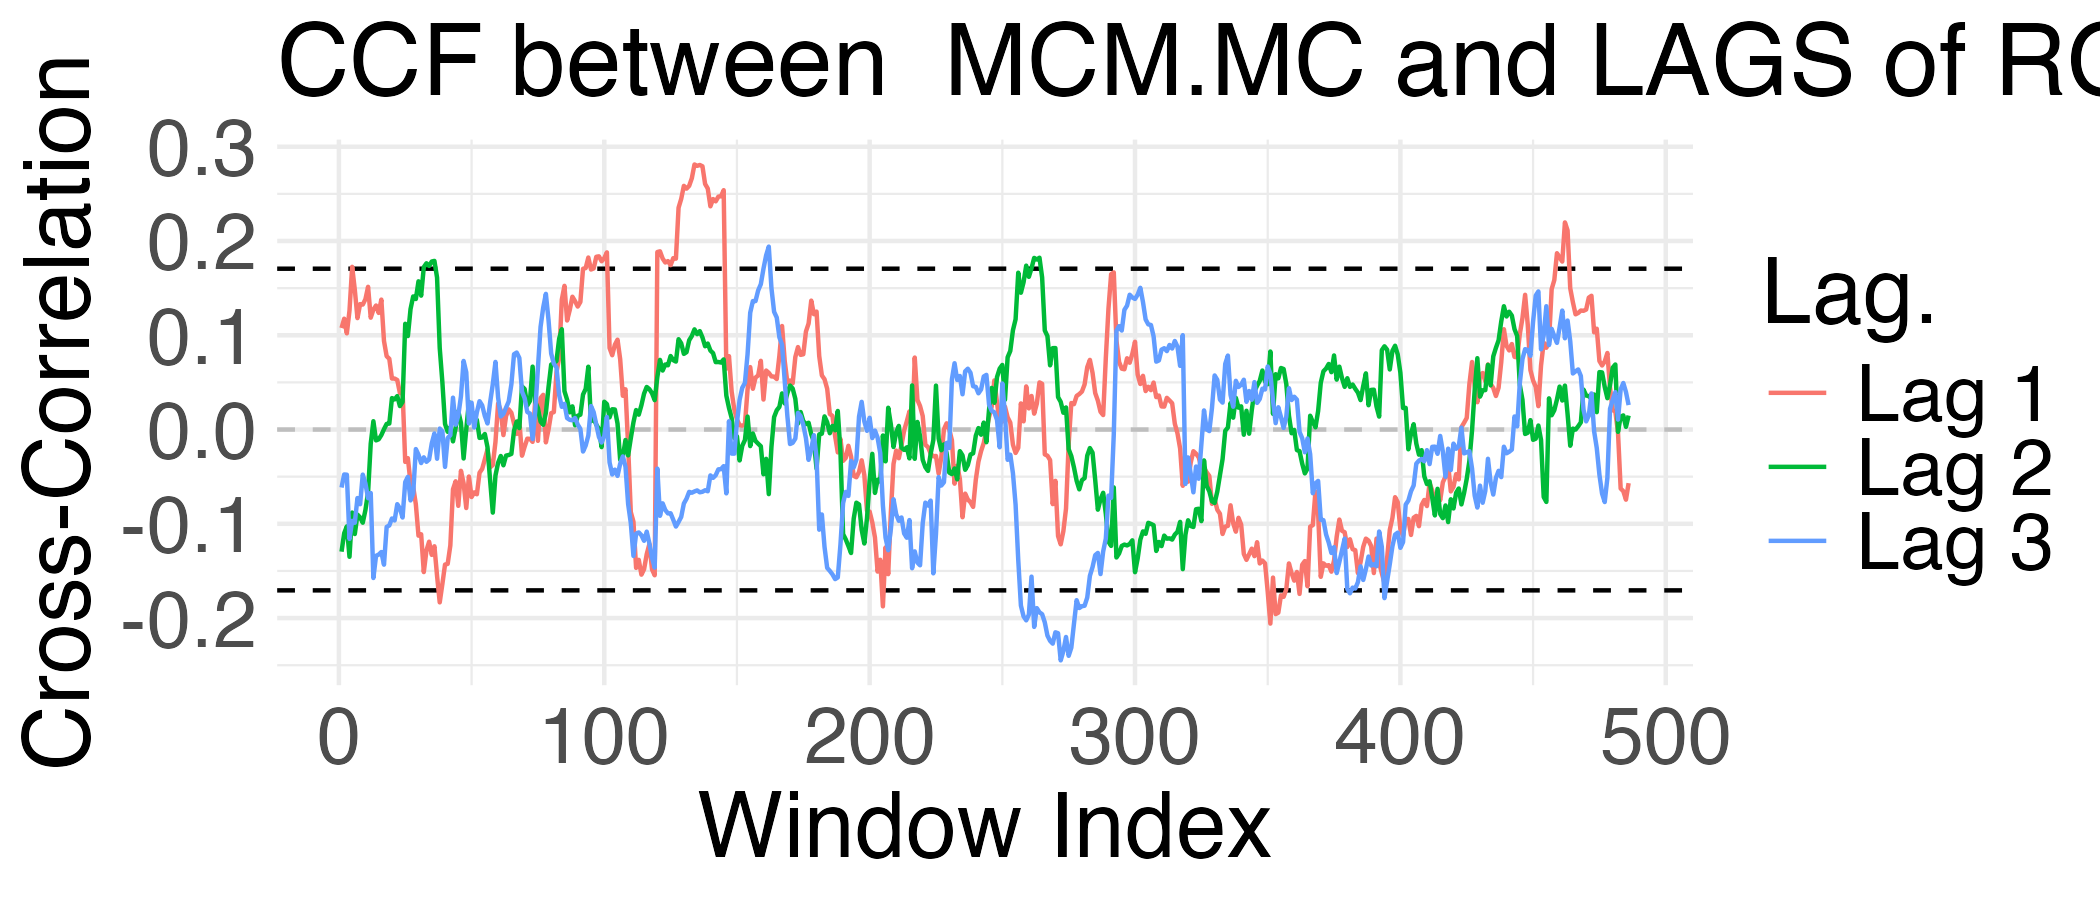 CCF between MCM.MC and LAGS of
Cross-Correlation
0.3
0.2
0.1
0.0
-0.1
-0.2
0 100 200 300 400 500
Window Index
Lag.
Lag 1
Lag 2
Lag 3